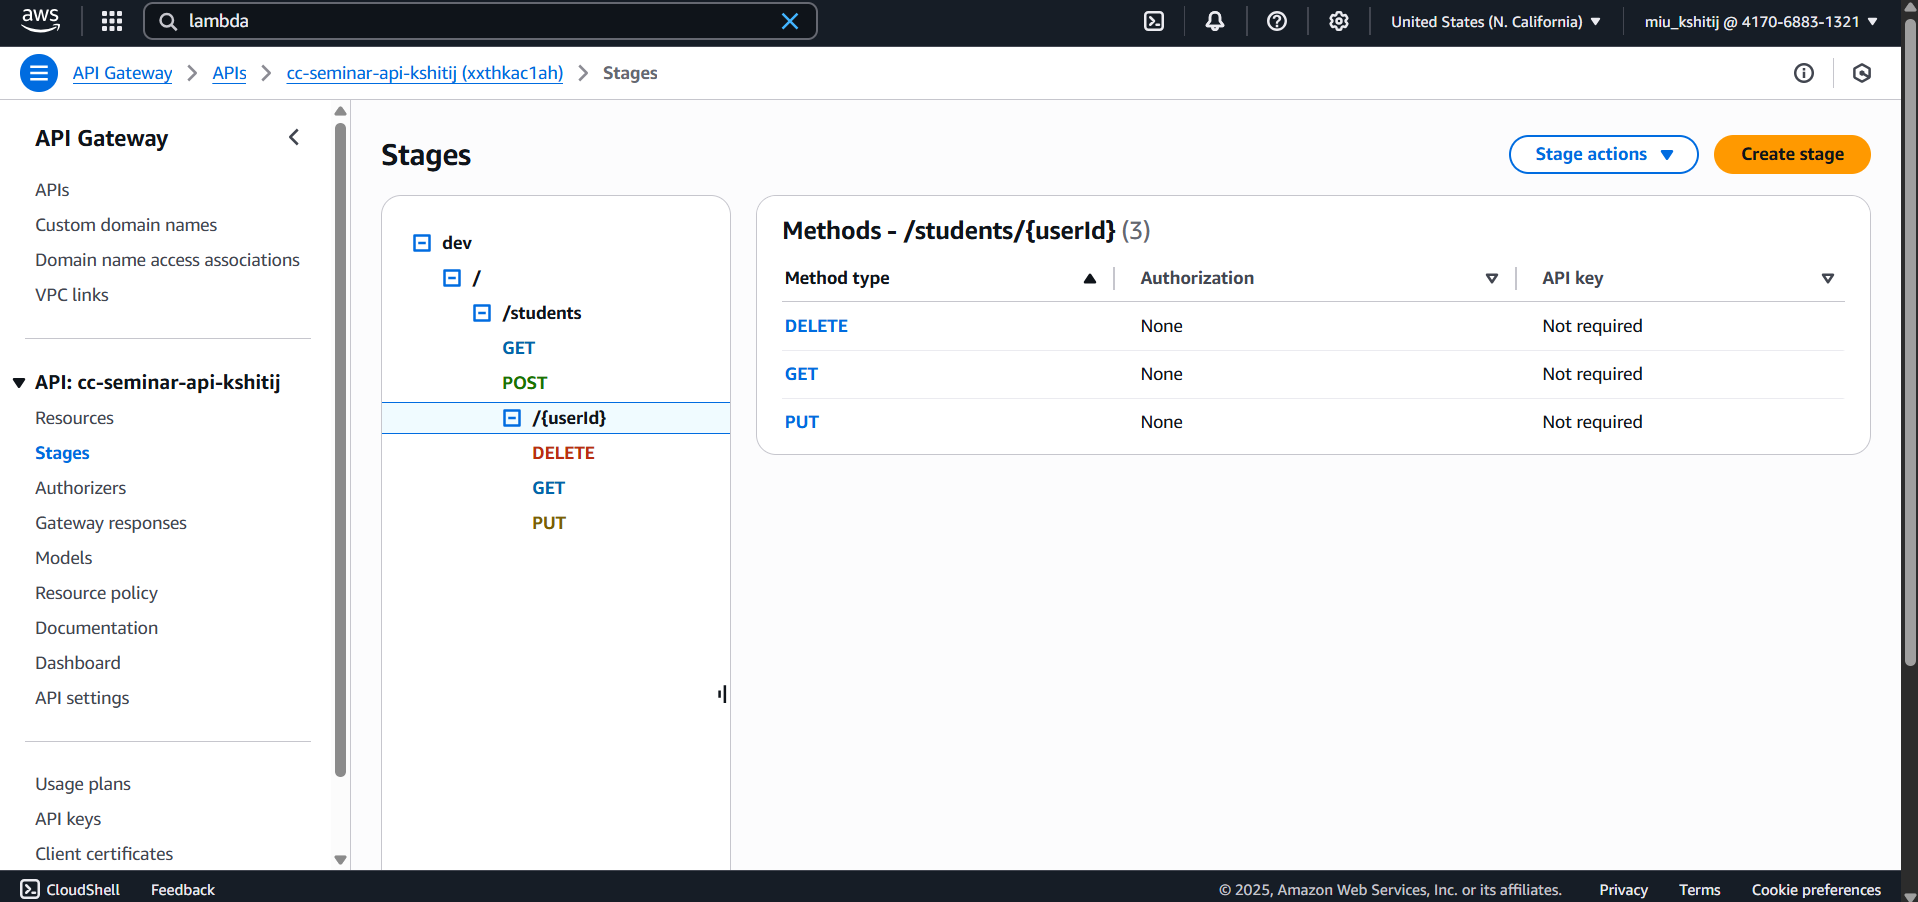 aws
lambda
United States (N. California)
miu_kshitij @ 4170-6883-1321
API Gateway
APIs
cc-seminar-api-kshitij (xxthkac1ah)
Stages
API Gateway
APIs
Custom domain names
Domain name access associations
VPC links
API: cc-seminar-api-kshitij
Resources
Stages
Authorizers
Gateway responses
Models
Resource policy
Documentation
Dashboard
API settings
Usage plans
API keys
Client certificates
Stages
Stage actions
Create stage
dev
/
/students
GET
POST
/{userId}
DELETE
GET
PUT
Methods - /students/{userId} (3)
Method type Authorization API key
DELETE None Not required
GET None Not required
PUT None Not required
CloudShell
Feedback
© 2025, Amazon Web Services, Inc. or its affiliates.
Privacy
Terms
Cookie preferences